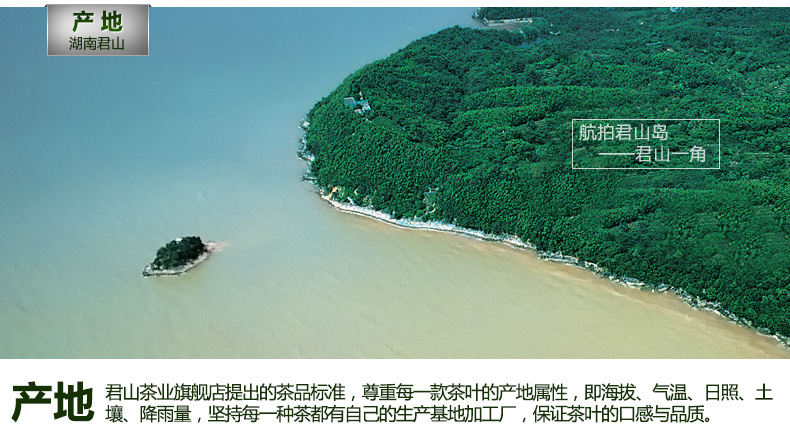 产地
湖南君山
航拍君山岛
——君山一角
产地
君山茶业旗舰店提出的茶品标准，尊重每一款茶叶的产地属性，即海拔、气温、日照、土
壤、降雨量，坚持每一种茶都有自己的生产基地加工厂，保证茶叶的口感与品质。